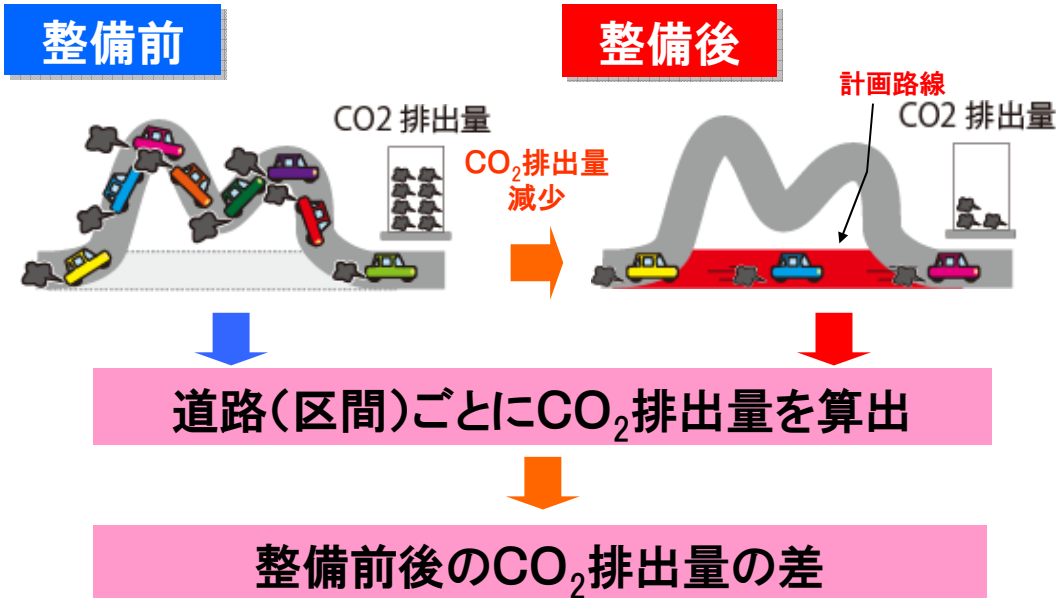 整備前
整備後
計画路線
CO2 排出量
CO2 排出量
CO₂排出量
減少
道路(区間)ごとにCO₂排出量を算出
整備前後のCO₂排出量の差